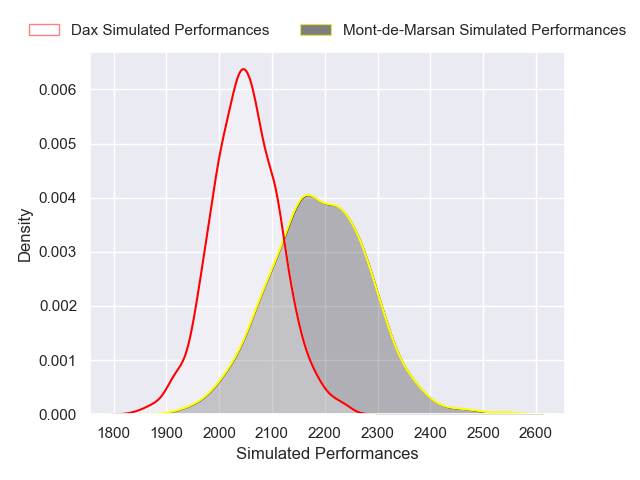 Dax Simulated Performances Mont-de-Marsan Simulated Performances
0.006
0.005
0.004
0.003
0.002
0.001
0.000
Density
1800 1900 2000 2100 2200 2300 2400 2500 2600
Simulated Performances